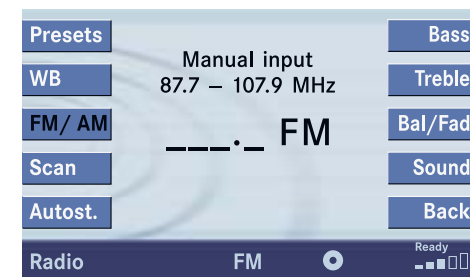 Presets
WB
FM/ AM
Scan
Autost.
Manual input
87.7 – 107.9 MHz
___._ FM
Bass
Treble
Bal/Fad
Sound
Back
Radio
FM
Ready